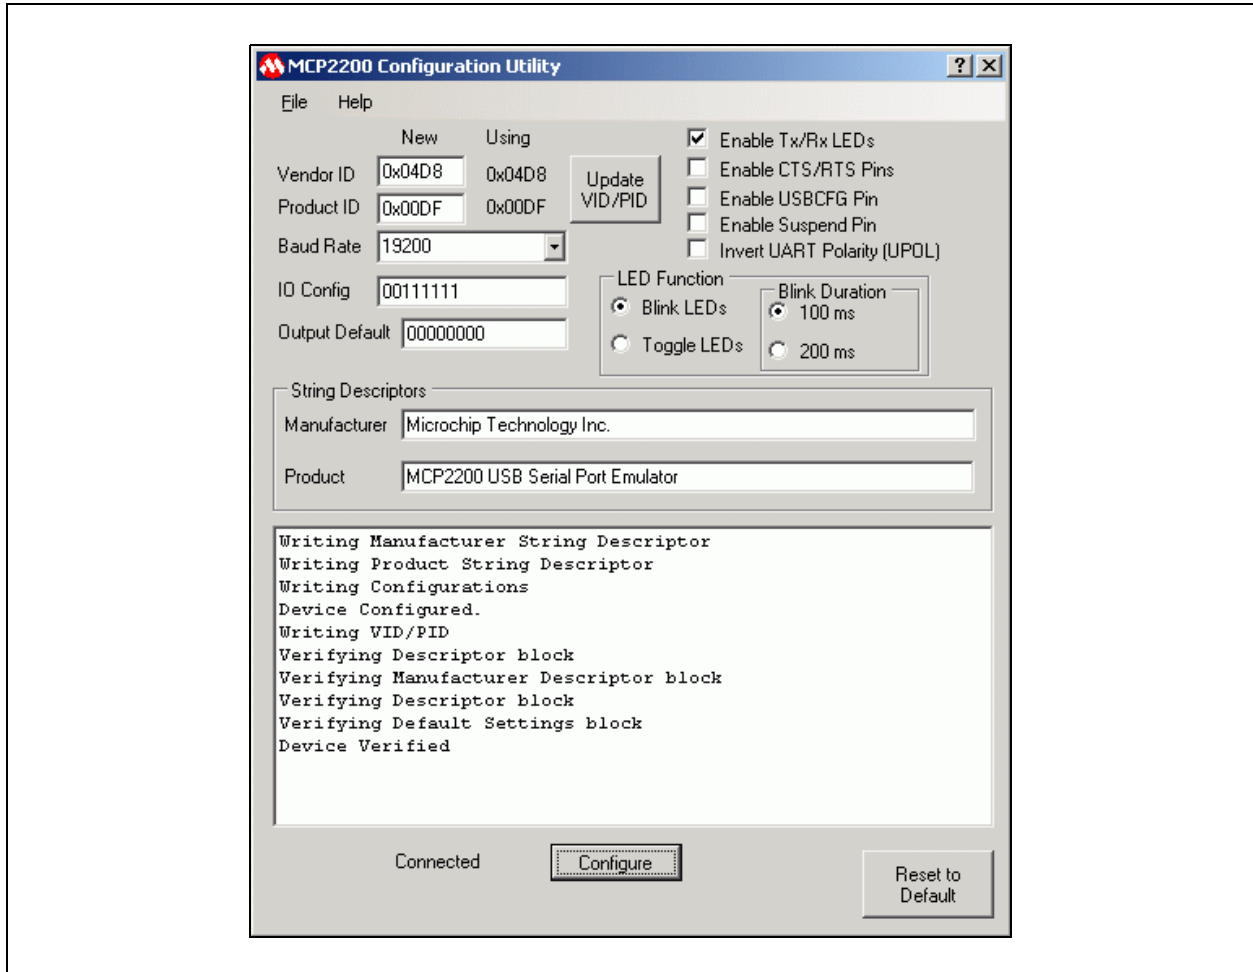 MCP2200 Configuration Utility
File Help
New Using
Vendor ID 0x04D8 0x04D8
Product ID 0x00DF 0x00DF
Update
VID/PID
Baud Rate 19200
IO Config 00111111
Output Default 00000000
Enable Tx/Rx LEDs
Enable CTS/RTS Pins
Enable USBCFG Pin
Enable Suspend Pin
Invert UART Polarity (UPOL)
LED Function
Blink LEDs
Toggle LEDs
Blink Duration
100 ms
200 ms
String Descriptors
Manufacturer Microchip Technology Inc.
Product MCP2200 USB Serial Port Emulator
Writing Manufacturer String Descriptor
Writing Product String Descriptor
Writing Configurations
Device Configured.
Writing VID/PID
Verifying Descriptor block
Verifying Manufacturer Descriptor block
Verifying Descriptor block
Verifying Default Settings block
Device Verified
Connected
Configure
Reset to
Default